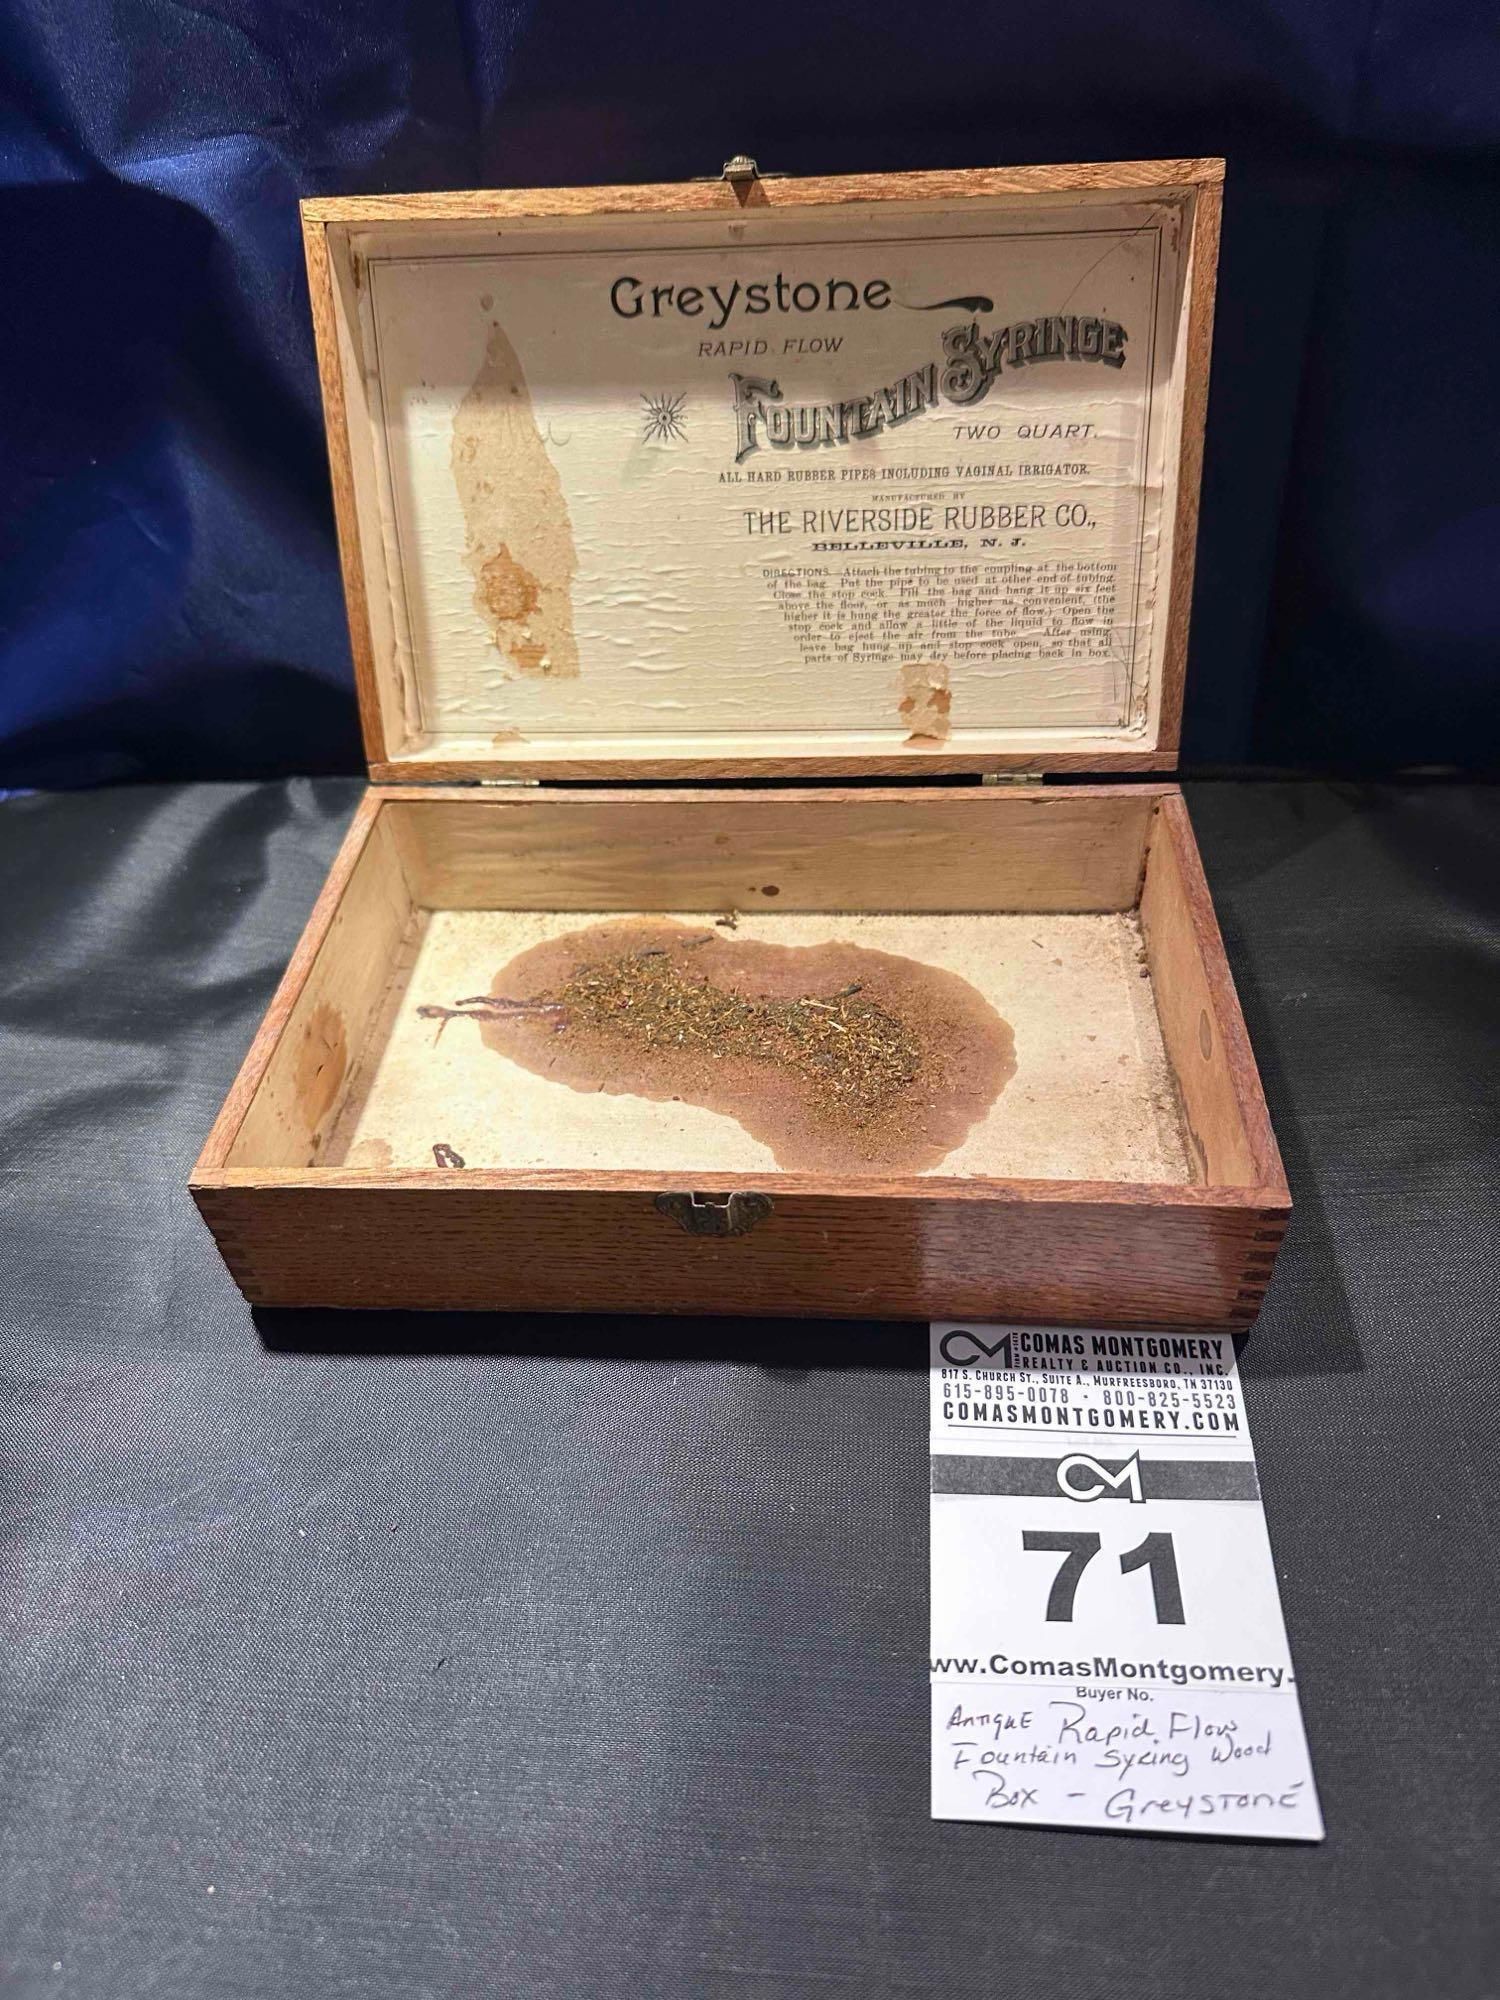 Greystone
RAPID FLOW
FOUNTAIN SYRINGE
TWO QUART.
ALL HARD RUBBER PIPES INCLUDING VAGINAL IRRIGATOR.
MANUFACTURED BY
THE RIVERSIDE RUBBER CO.,
BELLEVILLE, N. J.
DIRECTIONS. Attach the tubing to the coupling at the bottom
of the bag. Put the pipe to be used at other end of tubing.
Close the stop cock. Fill the bag and hang it up six feet
above the floor, or as much higher as convenient, (the
higher it is hung the greater the force of flow.) Open the
stop cock and allow a little of the liquid to flow in
order to eject the air from the tube. After using,
leave bag hung up and stop cock open, so that all
parts of Syringe may dry before placing back in box.
CM COMAS MONTGOMERY
REALTY & AUCTION CO., INC.
817 S. CHURCH ST., SUITE A., MURFREESBORO, TN 37130
615-895-0078 · 800-825-5523
COMASMONTGOMERY.COM
CM
71
ww.ComasMontgomery.
Buyer No.
ANTIQUE Rapid Flow
Fountain Sycing Wood
Box - GreySTONE